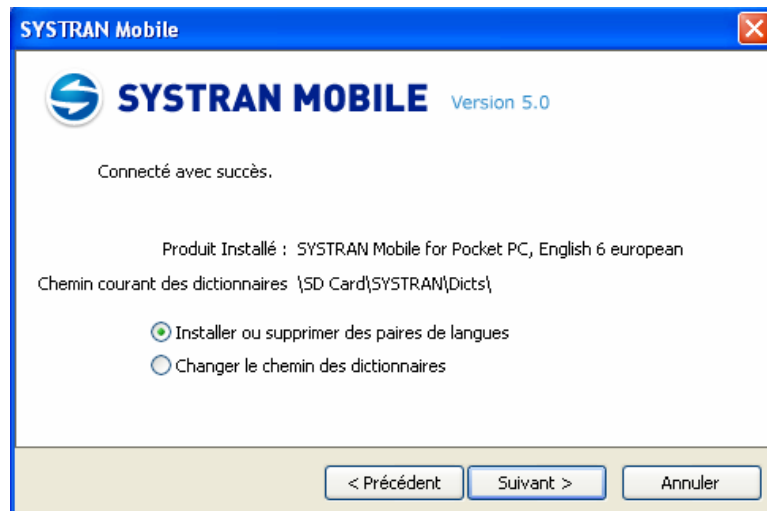 SYSTRAN Mobile
SYSTRAN MOBILE Version 5.0
Connecté avec succès.
Produit Installé : SYSTRAN Mobile for Pocket PC, English 6 european
Chemin courant des dictionnaires \SD Card\SYSTRAN\Dicts\
Installer ou supprimer des paires de langues
Changer le chemin des dictionnaires
< Précédent Suivant > Annuler